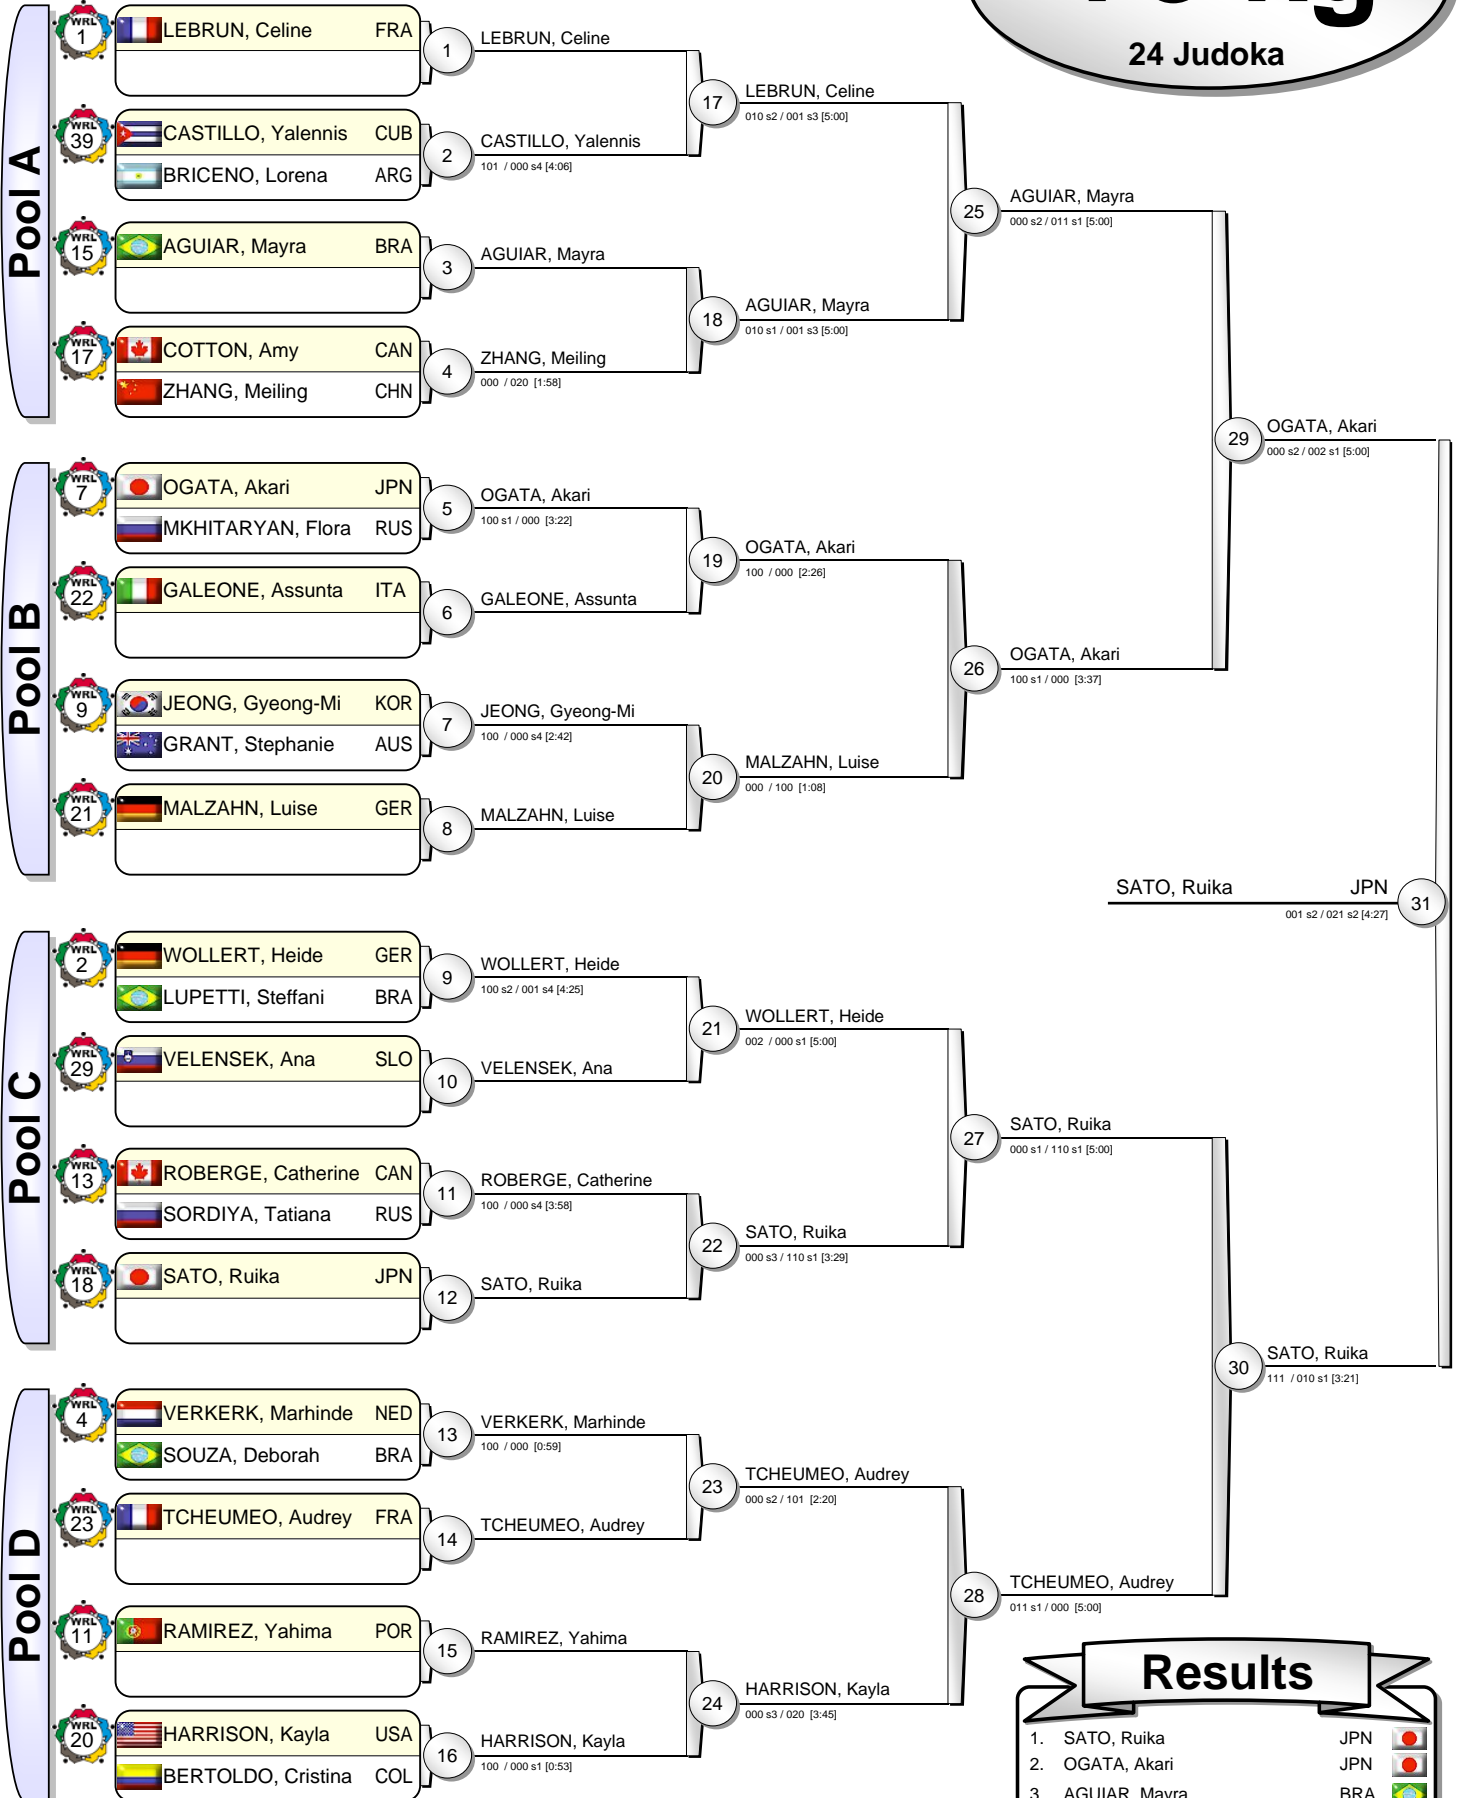 24 Judoka
Pool A
WRL 1
LEBRUN, Celine FRA
WRL 39
CASTILLO, Yalennis CUB
BRICENO, Lorena ARG
WRL 15
AGUIAR, Mayra BRA
WRL 17
COTTON, Amy CAN
ZHANG, Meiling CHN
1 LEBRUN, Celine
2 CASTILLO, Yalennis
101 / 000 s4 [4:06]
3 AGUIAR, Mayra
4 ZHANG, Meiling
000 / 020 [1:58]
17 LEBRUN, Celine
010 s2 / 001 s3 [5:00]
18 AGUIAR, Mayra
010 s1 / 001 s3 [5:00]
25 AGUIAR, Mayra
000 s2 / 011 s1 [5:00]
Pool B
WRL 7
OGATA, Akari JPN
MKHITARYAN, Flora RUS
WRL 22
GALEONE, Assunta ITA
WRL 9
JEONG, Gyeong-Mi KOR
GRANT, Stephanie AUS
WRL 21
MALZAHN, Luise GER
5 OGATA, Akari
100 s1 / 000 [3:22]
6 GALEONE, Assunta
7 JEONG, Gyeong-Mi
100 / 000 s4 [2:42]
8 MALZAHN, Luise
19 OGATA, Akari
100 / 000 [2:26]
20 MALZAHN, Luise
000 / 100 [1:08]
26 OGATA, Akari
100 s1 / 000 [3:37]
29 OGATA, Akari
000 s2 / 002 s1 [5:00]
SATO, Ruika JPN 31
001 s2 / 021 s2 [4:27]
Pool C
WRL 2
WOLLERT, Heide GER
LUPETTI, Steffani BRA
WRL 29
VELENSEK, Ana SLO
WRL 13
ROBERGE, Catherine CAN
SORDIYA, Tatiana RUS
WRL 18
SATO, Ruika JPN
9 WOLLERT, Heide
100 s2 / 001 s4 [4:25]
10 VELENSEK, Ana
11 ROBERGE, Catherine
100 / 000 s4 [3:58]
12 SATO, Ruika
21 WOLLERT, Heide
002 / 000 s1 [5:00]
22 SATO, Ruika
000 s3 / 110 s1 [3:29]
27 SATO, Ruika
000 s1 / 110 s1 [5:00]
Pool D
WRL 4
VERKERK, Marhinde NED
SOUZA, Deborah BRA
WRL 23
TCHEUMEO, Audrey FRA
WRL 11
RAMIREZ, Yahima POR
WRL 20
HARRISON, Kayla USA
BERTOLDO, Cristina COL
13 VERKERK, Marhinde
100 / 000 [0:59]
14 TCHEUMEO, Audrey
15 RAMIREZ, Yahima
16 HARRISON, Kayla
100 / 000 s1 [0:53]
23 TCHEUMEO, Audrey
000 s2 / 101 [2:20]
24 HARRISON, Kayla
000 s3 / 020 [3:45]
28 TCHEUMEO, Audrey
011 s1 / 000 [5:00]
30 SATO, Ruika
111 / 010 s1 [3:21]
Results
1. SATO, Ruika JPN
2. OGATA, Akari JPN
3. AGUIAR, Mayra BRA